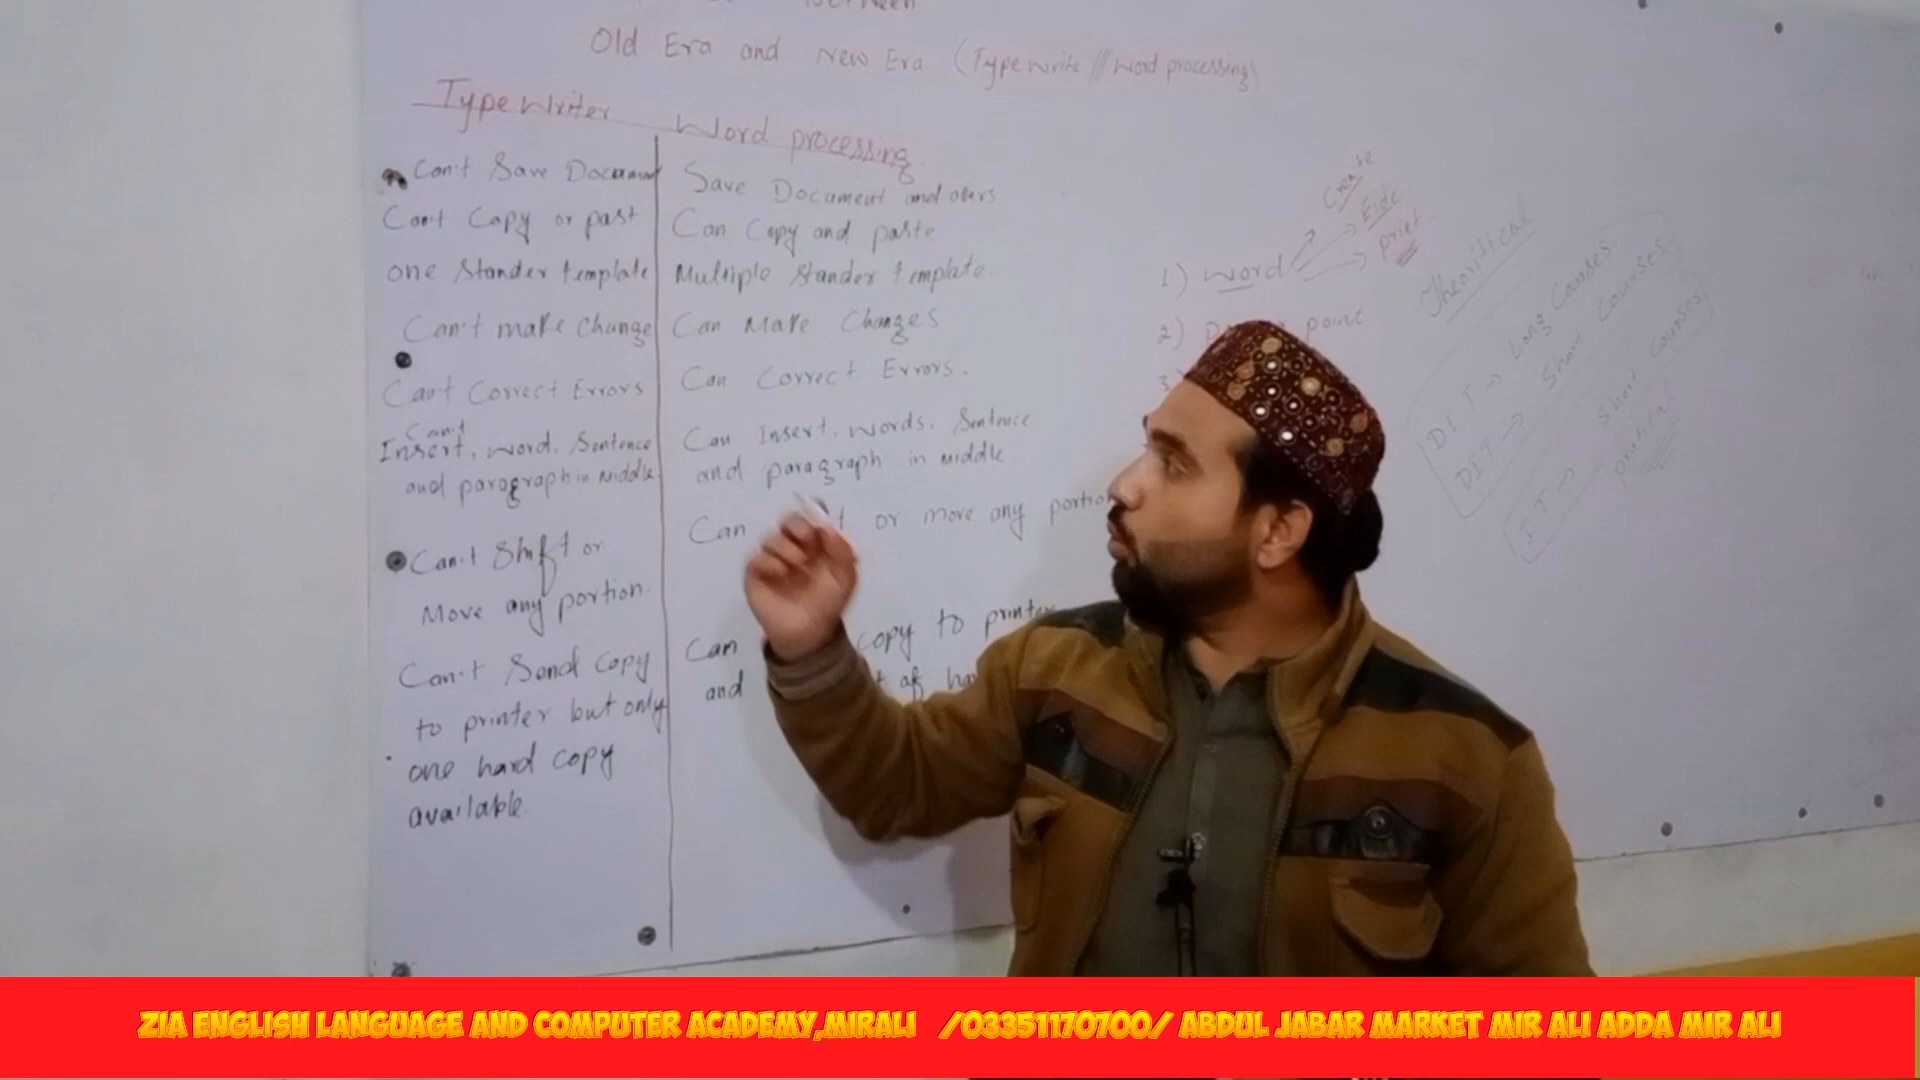 Old Era and New Era (Type write /// word processing)
Type Writer
Word processing
Can't Save Document
Can't Copy or past
one Stander template
Can't make Change
Can't Correct Errors
Can't
Insert, word, Sentence
and paragraph in middle
Can't Shift or
Move any portion.
Can't Send Copy
to printer but only
one hard copy
available.
Save Document and
Can Copy and paste
Multiple Stander template
Can Make Changes
Can Correct Errors.
Can Insert, words, Sentence
and paragraph in middle
Can or move any portion
Can copy to printer
and
1) word
Eide
print
2) point
3)
Theoritical
DIT → Long Courses.
DET → Short Courses.
IT → Short Courses
pratical
ZIA ENGLISH LANGUAGE AND COMPUTER ACADEMY,MIRALI /03351170700/ ABDUL JABAR MARKET MIR ALI ADDA MIR ALI